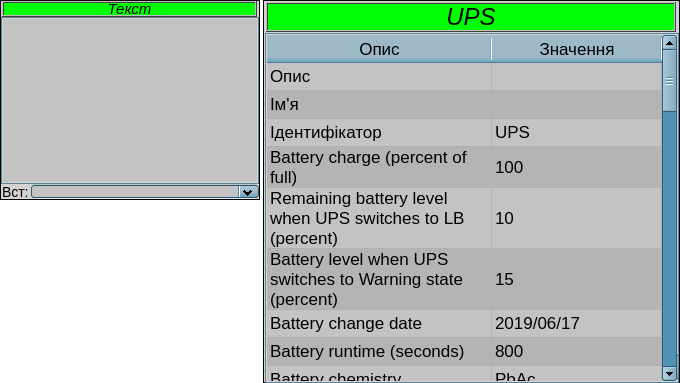 Текст
Вст:
UPS
Опис Значення
Опис
Ім'я
Ідентифікатор UPS
Battery charge (percent of
full) 100
Remaining battery level
when UPS switches to LB 10
(percent)
Battery level when UPS
switches to Warning state 15
(percent)
Battery change date 2019/06/17
Battery runtime (seconds) 800
Battery chemistry PbAc